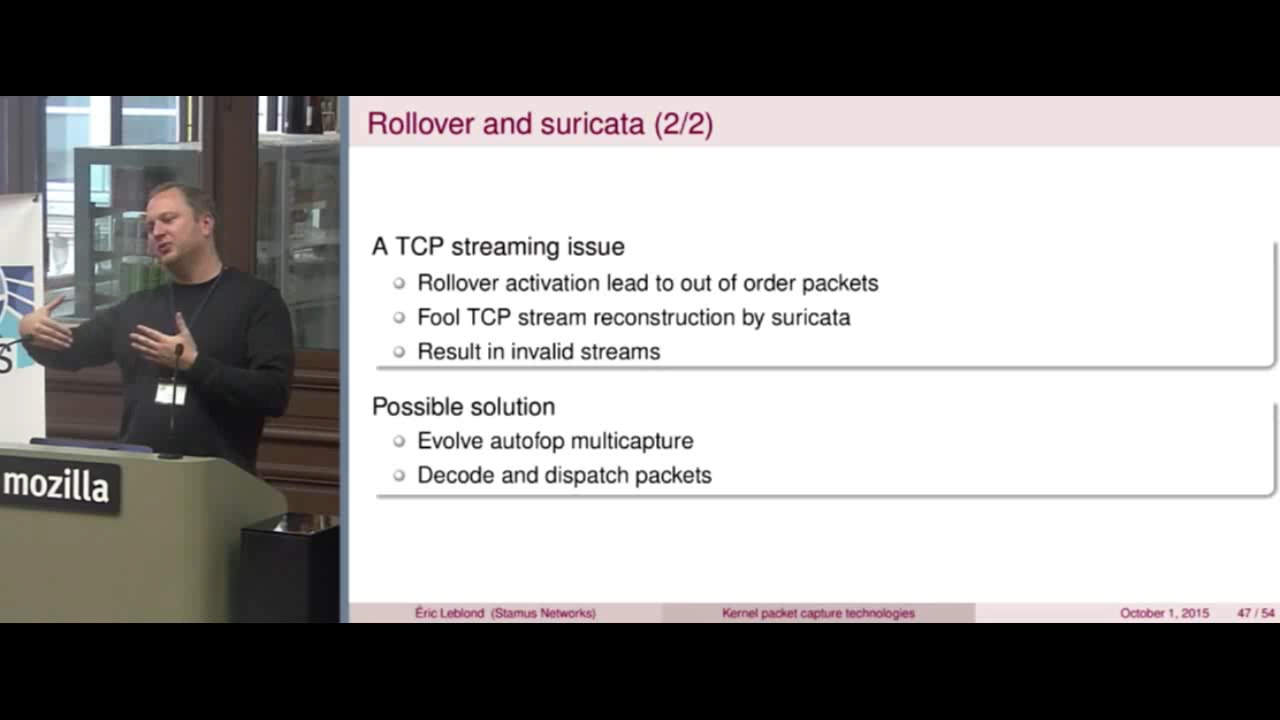 Rollover and suricata (2/2)
A TCP streaming issue
Rollover activation lead to out of order packets
Fool TCP stream reconstruction by suricata
Result in invalid streams
Possible solution
Evolve autofop multicapture
Decode and dispatch packets
Éric Leblond (Stamus Networks)
Kernel packet capture technologies
October 1, 2015
47 / 54
mozilla